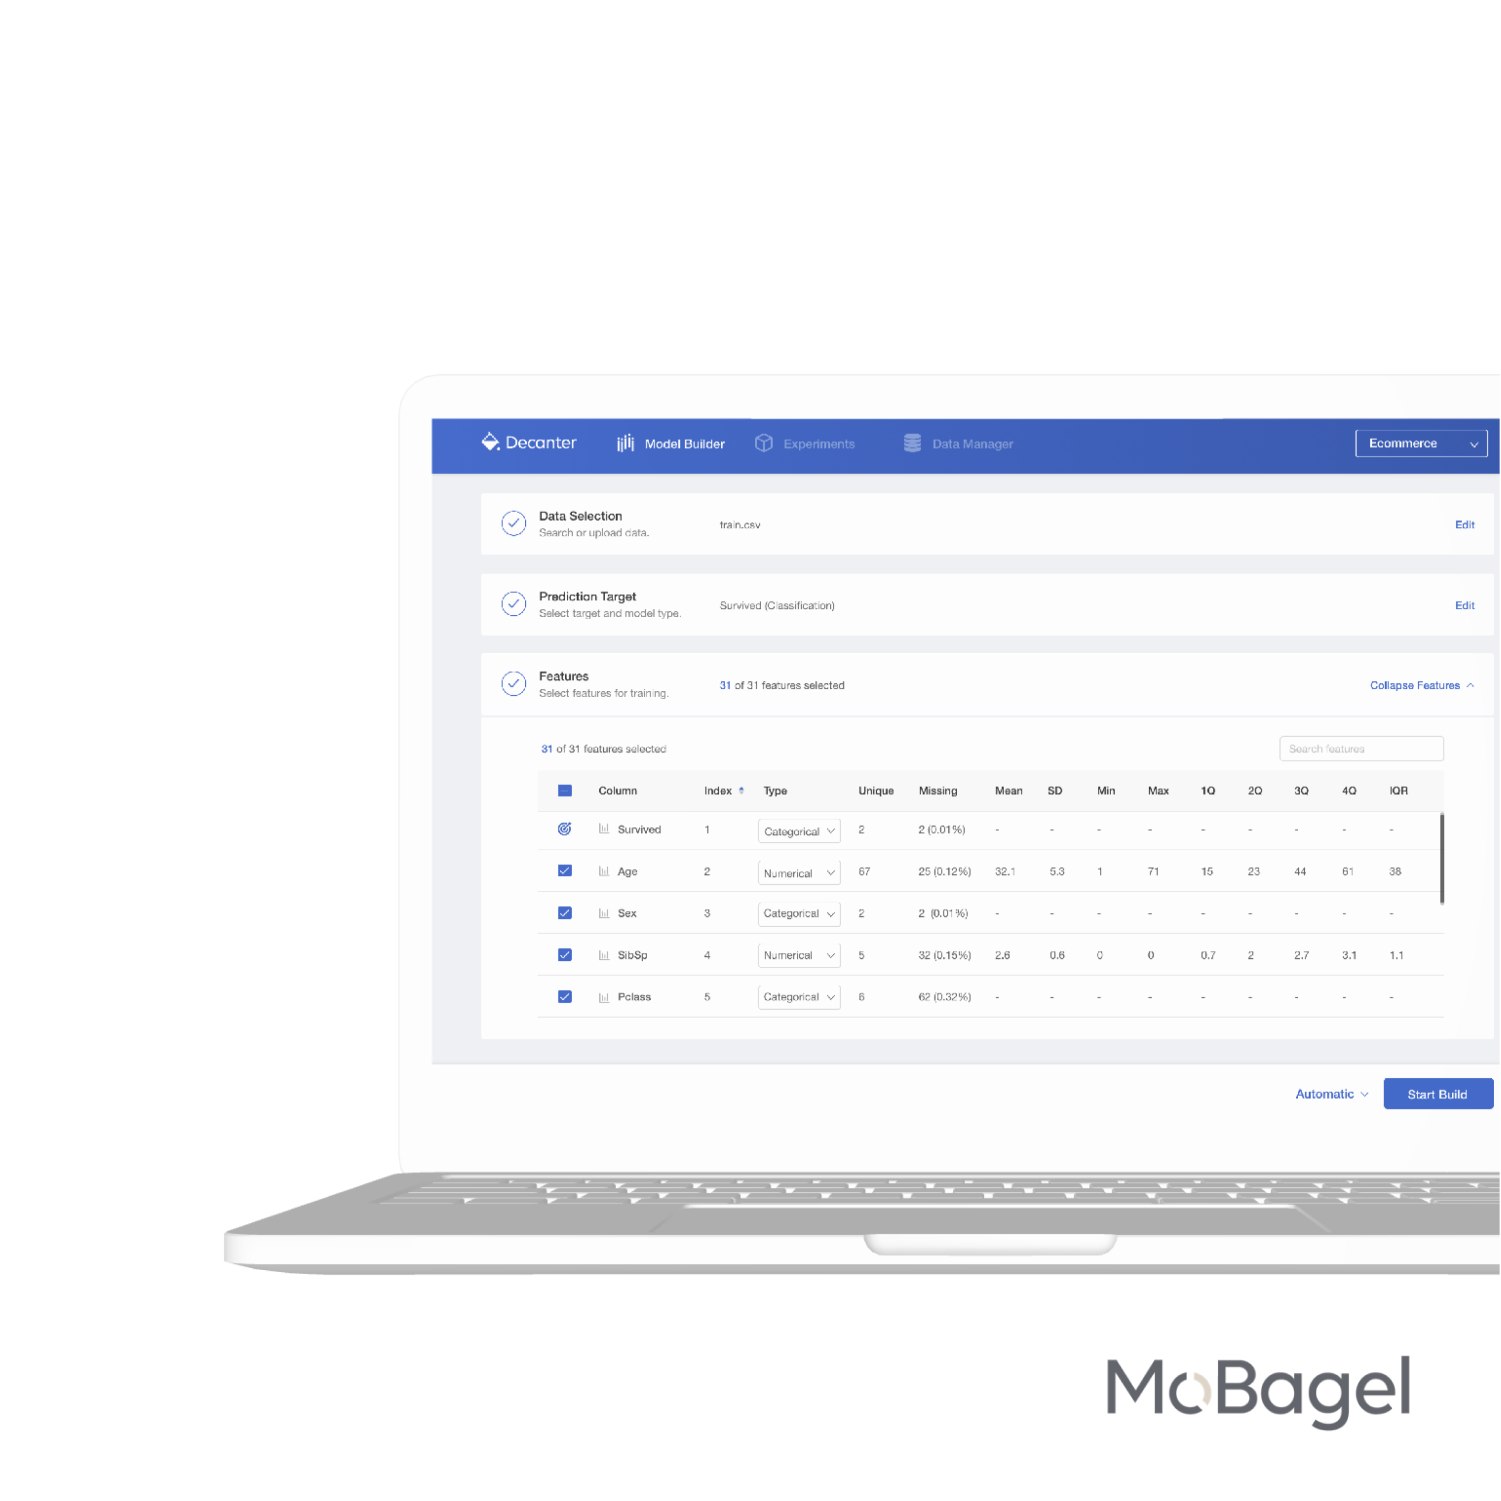 Decanter Model Builder Experiments Data Manager Ecommerce
Data Selection
Search or upload data.
train.csv
Edit
Prediction Target
Select target and model type.
Survived (Classification)
Edit
Features
Select features for training.
31 of 31 features selected
Collapse Features
31 of 31 features selected
Search features
Column Index Type Unique Missing Mean SD Min Max 1Q 2Q 3Q 4Q IQR
Survived 1 Categorical 2 2 (0.01%) - - - - - - - - -
Age 2 Numerical 67 25 (0.12%) 32.1 5.3 1 71 15 23 44 61 38
Sex 3 Categorical 2 2 (0.01%) - - - - - - - - -
SibSp 4 Numerical 5 32 (0.15%) 2.6 0.6 0 0 0.7 2 2.7 3.1 1.1
Pclass 5 Categorical 6 62 (0.32%) - - - - - - - - -
Automatic Start Build
MoBagel